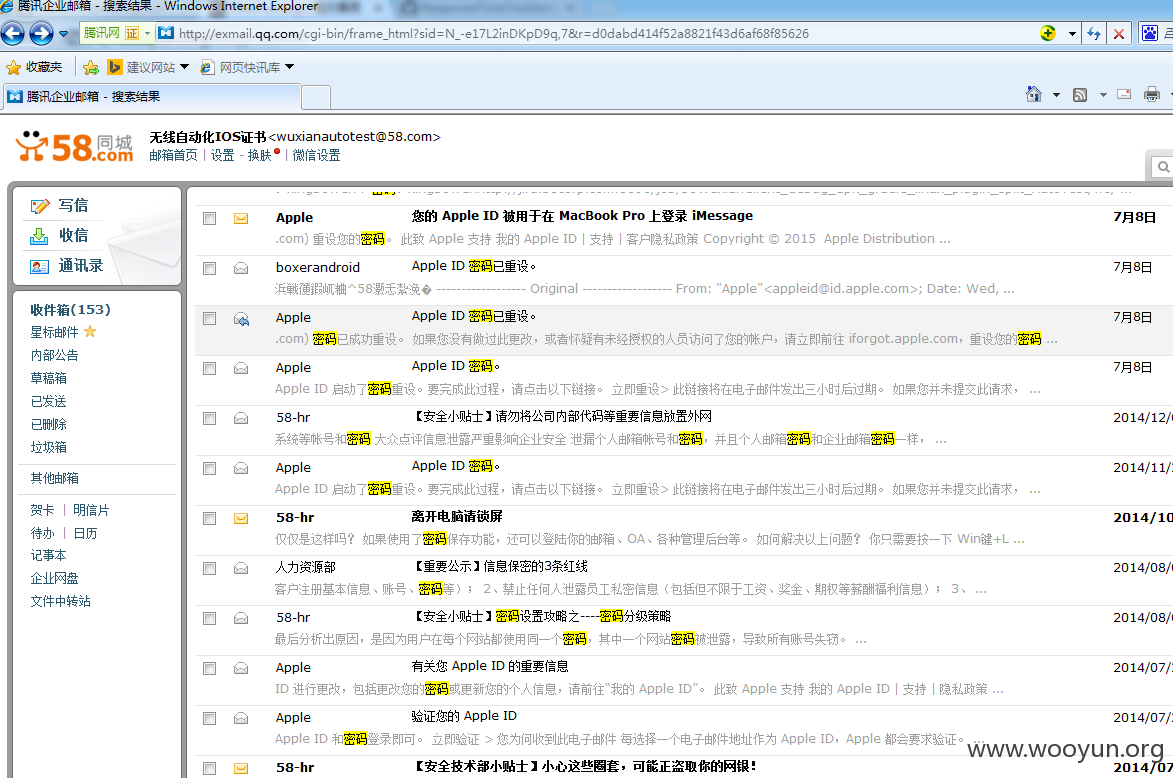 腾讯企业邮箱 - 搜索结果 - Windows Internet Explorer
腾讯网 证 http://exmail.qq.com/cgi-bin/frame_html?sid=N_-e17L2inDKpD9q,7&r=d0dabd414f52a8821f43d6af68f85626
收藏夹 建议网站 网页快讯库
腾讯企业邮箱 - 搜索结果
58同城.com
无线自动化IOS证书<wuxianautotest@58.com>
邮箱首页 | 设置 - 换肤 | 微信设置
写信
收信
通讯录
收件箱(153)
星标邮件
内部公告
草稿箱
已发送
已删除
垃圾箱
其他邮箱
贺卡 | 明信片
待办 | 日历
记事本
企业网盘
文件中转站
Apple 您的 Apple ID 被用于在 MacBook Pro 上登录 iMessage 7月8日
.com) 重设您的密码。 此致 Apple 支持 我的 Apple ID | 支持 | 客户隐私政策 Copyright © 2015 Apple Distribution ...
boxerandroid Apple ID 密码已重设。 7月8日
------------------ Original ------------------ From: "Apple"<appleid@id.apple.com>; Date: Wed, ...
Apple Apple ID 密码已重设。 7月8日
.com) 密码已成功重设。 如果您没有做过此更改，或者怀疑有未经授权的人员访问了您的帐户，请立即前往 iforgot.apple.com，重设您的密码 ...
Apple Apple ID 密码。 7月8日
Apple ID 启动了密码重设。要完成此过程，请点击以下链接。 立即重设> 此链接将在电子邮件发出三小时后过期。 如果您并未提交此请求， ...
58-hr 【安全小贴士】请勿将公司内部代码等重要信息放置外网 2014/12/
系统等帐号和密码 大众点评信息泄露严重影响企业安全 泄漏个人邮箱帐号和密码，并且个人邮箱密码和企业邮箱密码一样， ...
Apple Apple ID 密码。 2014/11/
Apple ID 启动了密码重设。要完成此过程，请点击以下链接。 立即重设> 此链接将在电子邮件发出三小时后过期。 如果您并未提交此请求， ...
58-hr 离开电脑请锁屏 2014/10
仅仅是这样吗？ 如果使用了密码保存功能，还可以登陆你的邮箱、OA、各种管理后台等。 如何解决以上问题？ 你只需要按一下 Win键+L ...
人力资源部 【重要公示】信息保密的3条红线 2014/08/
客户注册基本信息、账号、密码等）； 2、禁止任何人泄露员工私密信息（包括但不限于工资、奖金、期权等薪酬福利信息）； 3、 ...
58-hr 【安全小贴士】密码设置攻略之----密码分级策略 2014/08/
最后分析出原因，是因为用户在每个网站都使用同一个密码，其中一个网站密码被泄露，导致所有账号失窃。 ...
Apple 有关您 Apple ID 的重要信息 2014/07/
ID 进行更改，包括更改您的密码或更新您的个人信息，请前往“我的 Apple ID”。 此致 Apple 支持 我的 Apple ID | 支持 | 隐私政策 ...
Apple 验证您的 Apple ID 2014/07/
Apple ID 和密码登录即可。 立即验证 > 您为何收到此电子邮件 每选择一个电子邮件地址作为 Apple ID，Apple 都会要求验证。 ...
www.wooyun.org
58-hr 【安全技术部小贴士】小心这些圈套，可能正盗取你的网银！ 2014/07